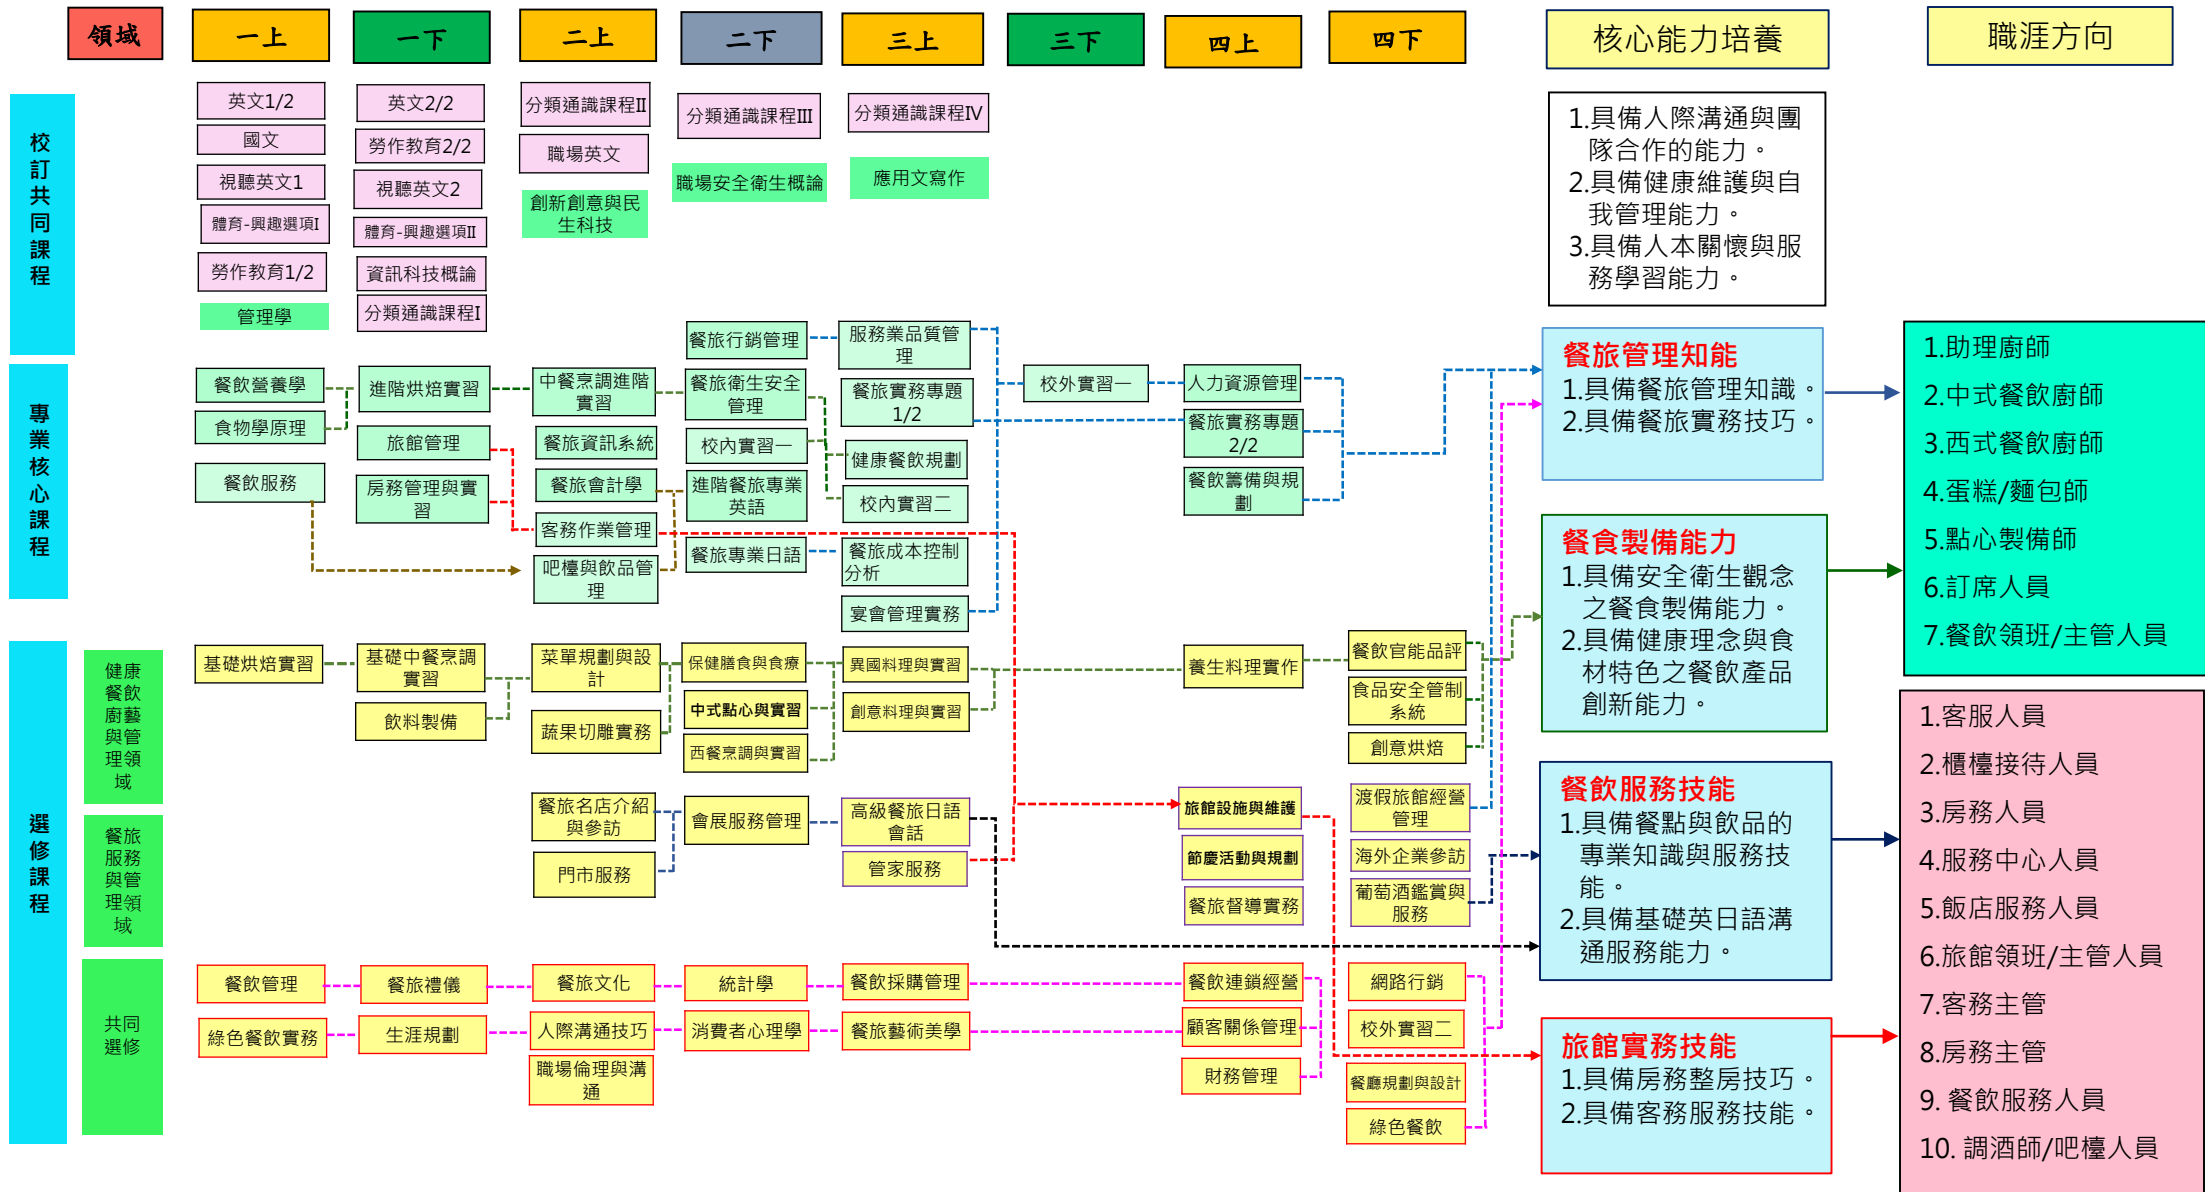 領域
一上
一下
二上
二下
三上
三下
四上
四下
核心能力培養
職涯方向
校訂共同課程
英文1/2
國文
視聽英文1
體育-興趣選項I
勞作教育1/2
管理學
英文2/2
勞作教育2/2
視聽英文2
體育-興趣選項II
資訊科技概論
分類通識課程I
分類通識課程II
職場英文
創新創意與民
生科技
分類通識課程III
職場安全衛生概論
分類通識課程IV
應用文寫作
1.具備人際溝通與團
隊合作的能力。
2.具備健康維護與自
我管理能力。
3.具備人本關懷與服
務學習能力。
專業核心課程
餐飲營養學
食物學原理
餐飲服務
進階烘焙實習
旅館管理
房務管理與實
習
中餐烹調進階
實習
餐旅資訊系統
餐旅會計學
客務作業管理
吧檯與飲品管
理
餐旅行銷管理
餐旅衛生安全
管理
校內實習一
進階餐旅專業
英語
餐旅專業日語
服務業品質管
理
餐旅實務專題
1/2
健康餐飲規劃
校內實習二
餐旅成本控制
分析
宴會管理實務
校外實習一
人力資源管理
餐旅實務專題
2/2
餐飲籌備與規
劃
餐旅管理知能
1.具備餐旅管理知識。
2.具備餐旅實務技巧。
餐食製備能力
1.具備安全衛生觀念
之餐食製備能力。
2.具備健康理念與食
材特色之餐飲產品
創新能力。
1.助理廚師
2.中式餐飲廚師
3.西式餐飲廚師
4.蛋糕/麵包師
5.點心製備師
6.訂席人員
7.餐飲領班/主管人員
選修課程
健康
餐飲
廚藝
與管
理領
域
基礎烘焙實習
基礎中餐烹調
實習
飲料製備
菜單規劃與設
計
蔬果切雕實務
保健膳食與食療
中式點心與實習
西餐烹調與實習
異國料理與實習
創意料理與實習
養生料理實作
餐飲官能品評
食品安全管制
系統
創意烘焙
餐旅
服務
與管
理領
域
餐旅名店介紹
與參訪
門市服務
會展服務管理
高級餐旅日語
會話
管家服務
旅館設施與維護
節慶活動與規劃
餐旅督導實務
渡假旅館經營
管理
海外企業參訪
葡萄酒鑑賞與
服務
餐飲服務技能
1.具備餐點與飲品的
專業知識與服務技
能。
2.具備基礎英日語溝
通服務能力。
共同
選修
餐飲管理
綠色餐飲實務
餐旅禮儀
生涯規劃
餐旅文化
人際溝通技巧
職場倫理與溝
通
統計學
消費者心理學
餐飲採購管理
餐旅藝術美學
餐飲連鎖經營
顧客關係管理
財務管理
網路行銷
校外實習二
餐廳規劃與設計
綠色餐飲
旅館實務技能
1.具備房務整房技巧。
2.具備客務服務技能。
1.客服人員
2.櫃檯接待人員
3.房務人員
4.服務中心人員
5.飯店服務人員
6.旅館領班/主管人員
7.客務主管
8.房務主管
9. 餐飲服務人員
10. 調酒師/吧檯人員